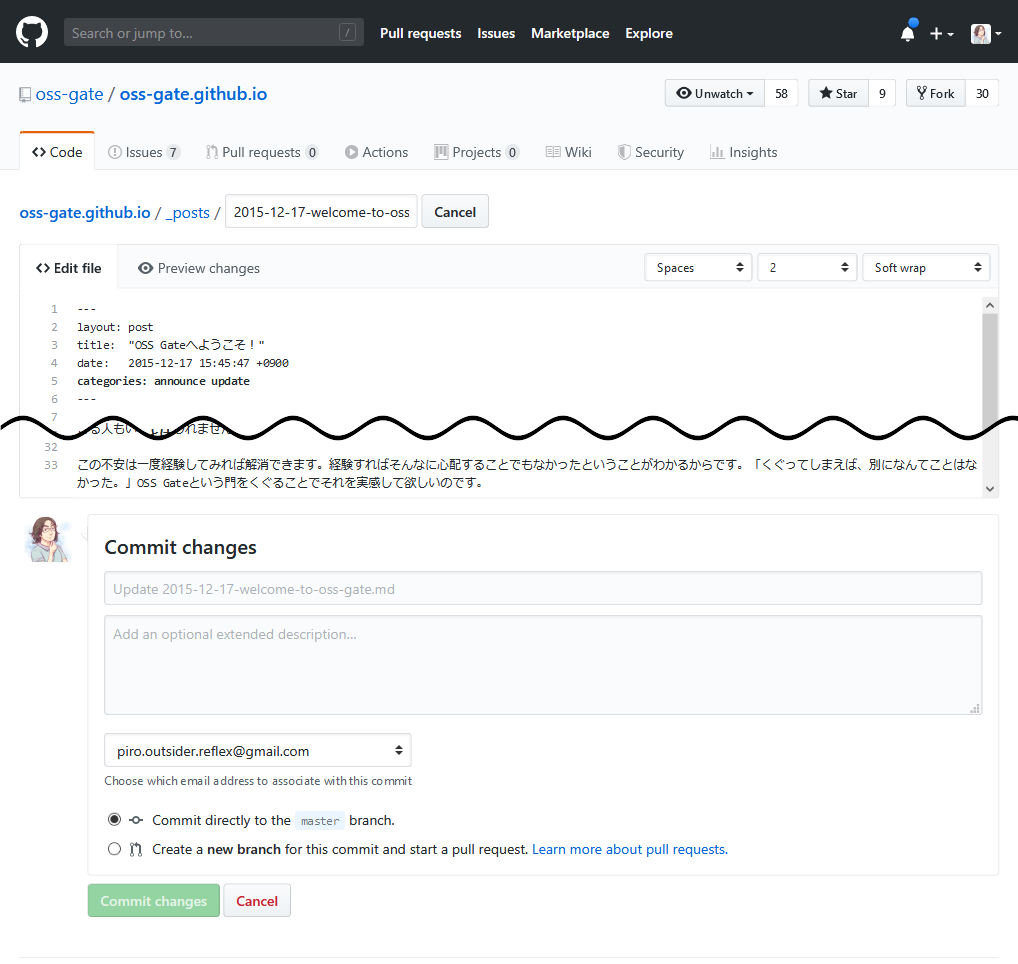 Search or jump to...
/
Pull requests
Issues
Marketplace
Explore
oss-gate / oss-gate.github.io
Unwatch
58
Star
9
Fork
30
Code
Issues 7
Pull requests 0
Actions
Projects 0
Wiki
Security
Insights
oss-gate.github.io / _posts / 2015-12-17-welcome-to-oss
Cancel
Edit file
Preview changes
Spaces
2
Soft wrap
1 ---
2 layout: post
3 title: "OSS Gateへようこそ！"
4 date: 2015-12-17 15:45:47 +0900
5 categories: announce update
6 ---
7
る人もい
れません
32
33 この不安は一度経験してみれば解消できます。経験すればそんなに心配することでもなかったということがわかるからです。「くぐってしまえば、別になんてことはな
かった。」OSS Gateという門をくぐることでそれを実感して欲しいのです。
Commit changes
Update 2015-12-17-welcome-to-oss-gate.md
Add an optional extended description...
piro.outsider.reflex@gmail.com
Choose which email address to associate with this commit
Commit directly to the master branch.
Create a new branch for this commit and start a pull request. Learn more about pull requests.
Commit changes
Cancel